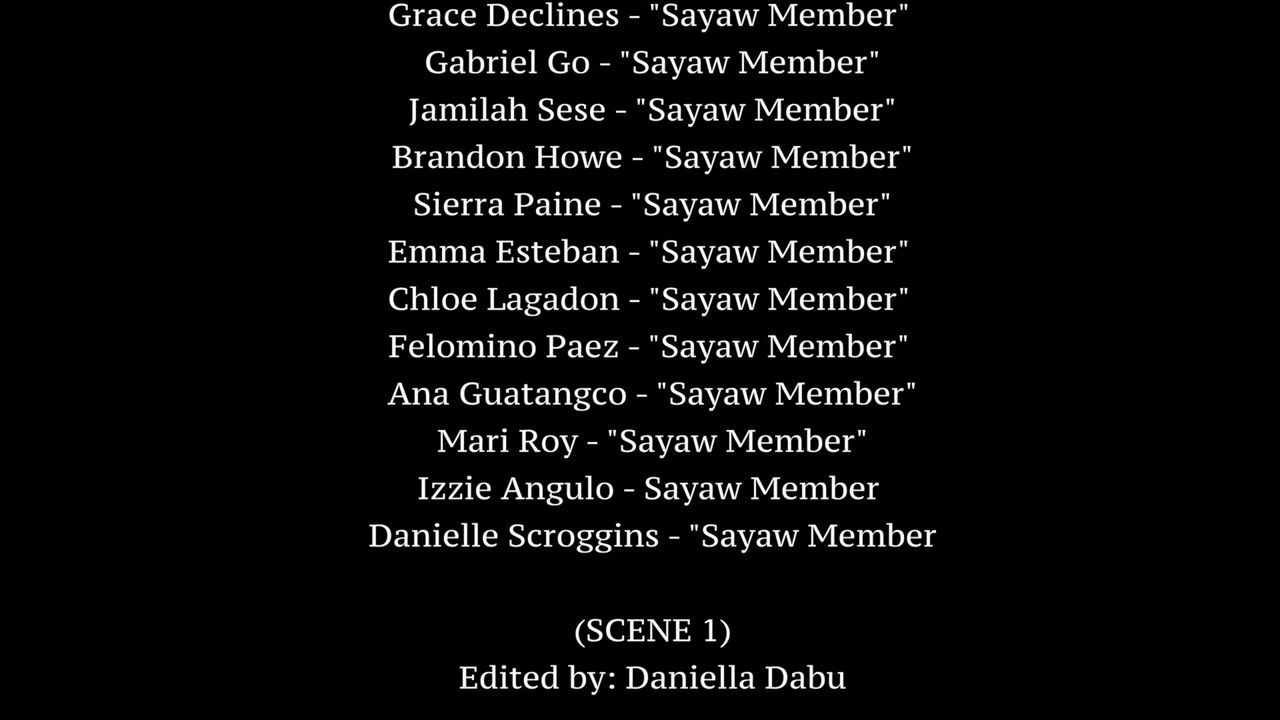 Grace Declines - "Sayaw Member"
Gabriel Go - "Sayaw Member"
Jamilah Sese - "Sayaw Member"
Brandon Howe - "Sayaw Member"
Sierra Paine - "Sayaw Member"
Emma Esteban - "Sayaw Member"
Chloe Lagadon - "Sayaw Member"
Felomino Paez - "Sayaw Member"
Ana Guatangco - "Sayaw Member"
Mari Roy - "Sayaw Member"
Izzie Angulo - Sayaw Member
Danielle Scroggins - "Sayaw Member
(SCENE 1)
Edited by: Daniella Dabu